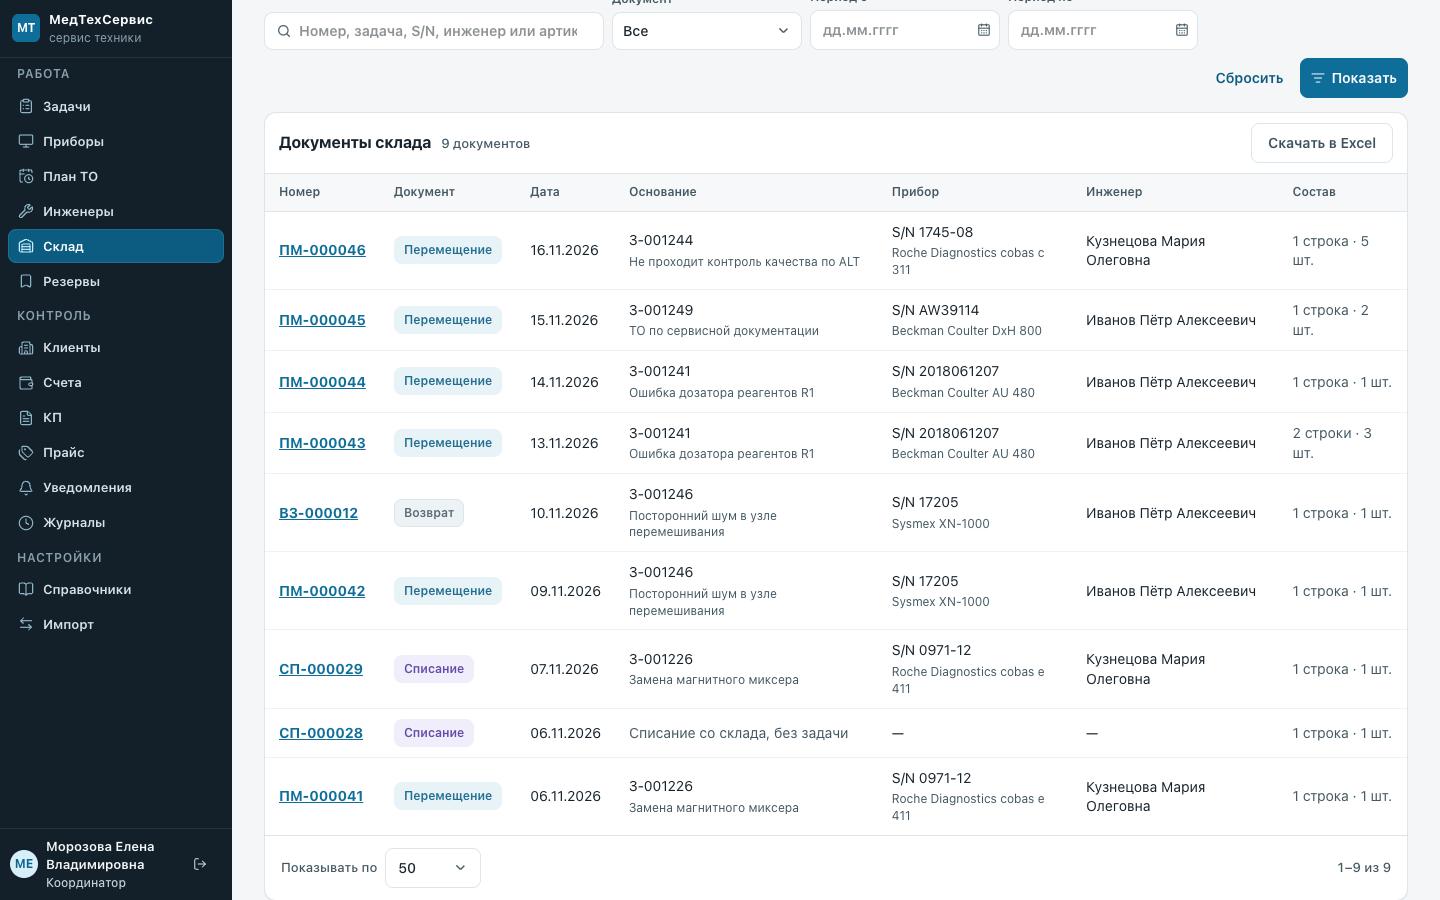 МТ
МедТехСервис
сервис техники
РАБОТА
Задачи
Приборы
План ТО
Инженеры
Склад
Резервы
КОНТРОЛЬ
Клиенты
Счета
КП
Прайс
Уведомления
Журналы
НАСТРОЙКИ
Справочники
Импорт
МЕ
Морозова Елена
Владимировна
Координатор
Номер, задача, S/N, инженер или артик
Документ
Все
дд.мм.гггг
дд.мм.гггг
Сбросить
Показать
Документы склада 9 документов
Скачать в Excel
Номер Документ Дата Основание Прибор Инженер Состав
ПМ-000046 Перемещение 16.11.2026
З-001244
Не проходит контроль качества по ALT
S/N 1745-08
Roche Diagnostics cobas c
311
Кузнецова Мария
Олеговна
1 строка · 5
шт.
ПМ-000045 Перемещение 15.11.2026
З-001249
ТО по сервисной документации
S/N AW39114
Beckman Coulter DxH 800
Иванов Пётр Алексеевич
1 строка · 2
шт.
ПМ-000044 Перемещение 14.11.2026
З-001241
Ошибка дозатора реагентов R1
S/N 2018061207
Beckman Coulter AU 480
Иванов Пётр Алексеевич
1 строка · 1 шт.
ПМ-000043 Перемещение 13.11.2026
З-001241
Ошибка дозатора реагентов R1
S/N 2018061207
Beckman Coulter AU 480
Иванов Пётр Алексеевич
2 строки · 3
шт.
ВЗ-000012 Возврат 10.11.2026
З-001246
Посторонний шум в узле
перемешивания
S/N 17205
Sysmex XN-1000
Иванов Пётр Алексеевич
1 строка · 1 шт.
ПМ-000042 Перемещение 09.11.2026
З-001246
Посторонний шум в узле
перемешивания
S/N 17205
Sysmex XN-1000
Иванов Пётр Алексеевич
1 строка · 1 шт.
СП-000029 Списание 07.11.2026
З-001226
Замена магнитного миксера
S/N 0971-12
Roche Diagnostics cobas e
411
Кузнецова Мария
Олеговна
1 строка · 1 шт.
СП-000028 Списание 06.11.2026
Списание со склада, без задачи
—
—
1 строка · 1 шт.
ПМ-000041 Перемещение 06.11.2026
З-001226
Замена магнитного миксера
S/N 0971-12
Roche Diagnostics cobas e
411
Кузнецова Мария
Олеговна
1 строка · 1 шт.
Показывать по 50
1–9 из 9